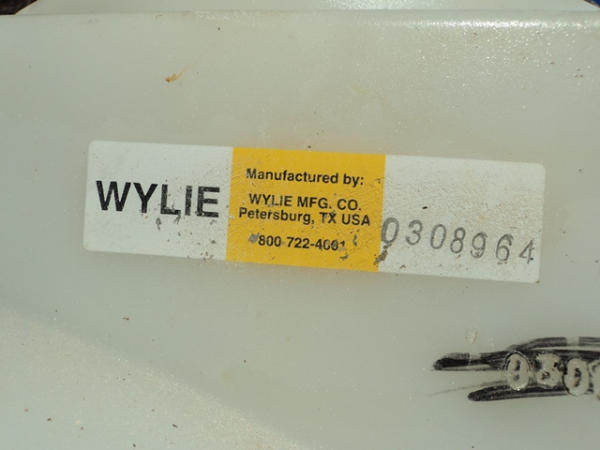 WYLIE
Manufactured by:
WYLIE MFG. CO.
Petersburg, TX USA
800-722-4001
0308964